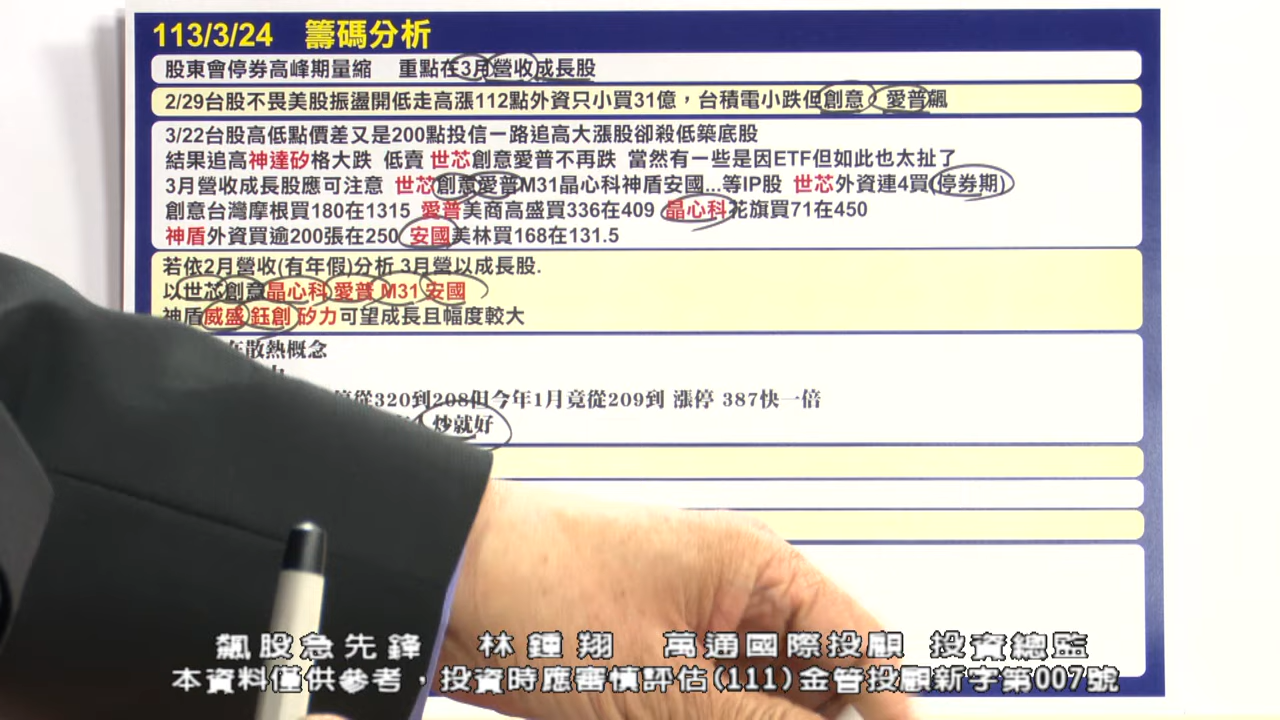 113/3/24 籌碼分析
股東會停券高峰期量縮 重點在3月營收成長股
2/29台股不畏美股振盪開低走高漲112點外資只小買31億，台積電小跌但創意、愛普飆
3/22台股高低點價差又是200點投信一路追高大漲股卻殺低築底股
結果追高神達矽格大跌 低賣 世芯創意愛普不再跌 當然有一些是因ETF但如此也太扯了
3月營收成長股應可注意 世芯創意愛普M31晶心科神盾安國...等IP股 世芯外資連4買(停券期)
創意台灣摩根買180在1315 愛普美商高盛買336在409 晶心科花旗買71在450
神盾外資買逾200張在250 安國美林買168在131.5
若依2月營收(有年假)分析 3月營以成長股.
以世芯創意晶心科 愛普 M31 安國
神盾威盛 鈺創 矽力可望成長且幅度較大
散熱概念
從320到208但今年1月竟從209到 漲停 387快一倍
炒就好
飆股急先鋒 林鍾翔 萬通國際投顧 投資總監
本資料僅供參考，投資時應審慎評估(111)金管投顧新字第007號